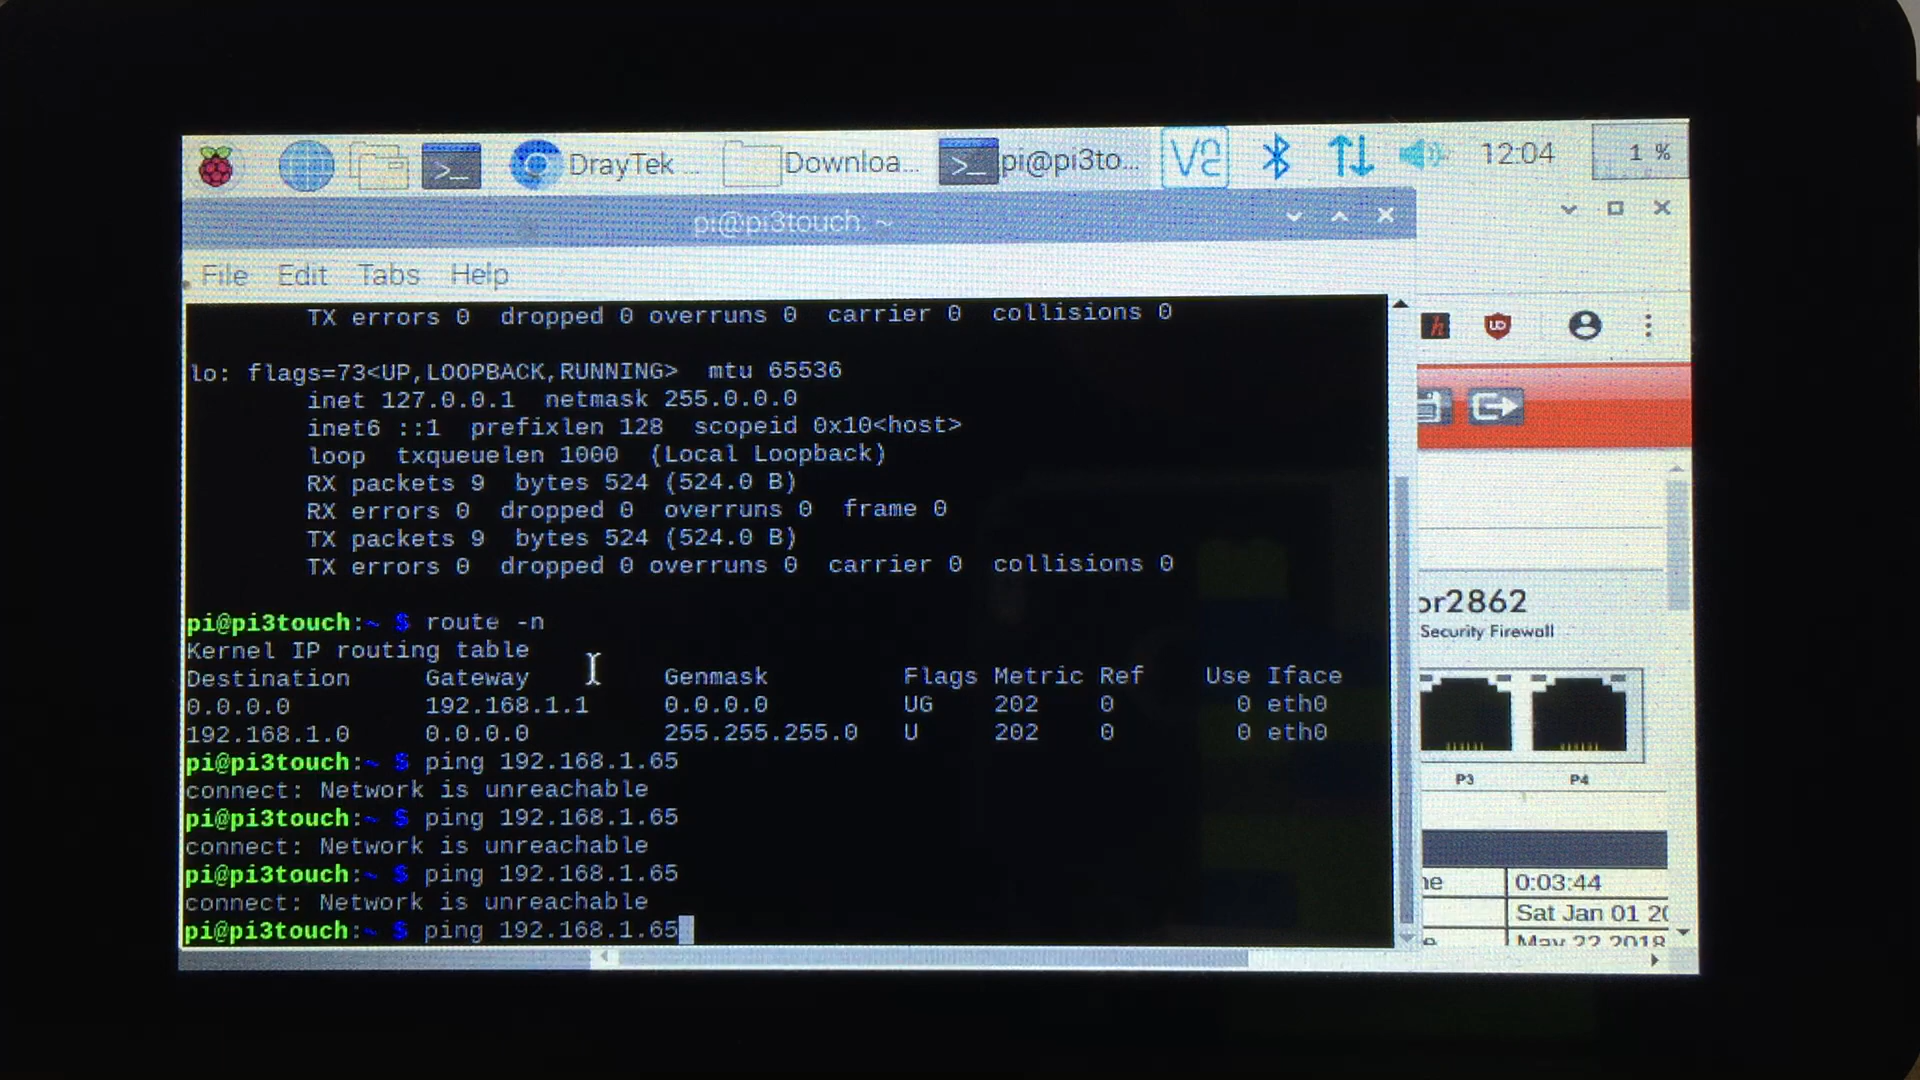 DrayTek ...
Downloa...
pi@pi3to...
V2
12:04
1 %
pi@pi3touch: ~
File Edit Tabs Help
TX errors 0 dropped 0 overruns 0 carrier 0 collisions 0
lo: flags=73<UP,LOOPBACK,RUNNING> mtu 65536
inet 127.0.0.1 netmask 255.0.0.0
inet6 ::1 prefixlen 128 scopeid 0x10<host>
loop txqueuelen 1000 (Local Loopback)
RX packets 9 bytes 524 (524.0 B)
RX errors 0 dropped 0 overruns 0 frame 0
TX packets 9 bytes 524 (524.0 B)
TX errors 0 dropped 0 overruns 0 carrier 0 collisions 0
pi@pi3touch:~ $ route -n
Kernel IP routing table
Destination Gateway Genmask Flags Metric Ref Use Iface
0.0.0.0 192.168.1.1 0.0.0.0 UG 202 0 0 eth0
192.168.1.0 0.0.0.0 255.255.255.0 U 202 0 0 eth0
pi@pi3touch:~ $ ping 192.168.1.65
connect: Network is unreachable
pi@pi3touch:~ $ ping 192.168.1.65
connect: Network is unreachable
pi@pi3touch:~ $ ping 192.168.1.65
connect: Network is unreachable
pi@pi3touch:~ $ ping 192.168.1.65
h
or2862
Security Firewall
P3 P4
ne 0:03:44
Sat Jan 01 20
May 22 2018